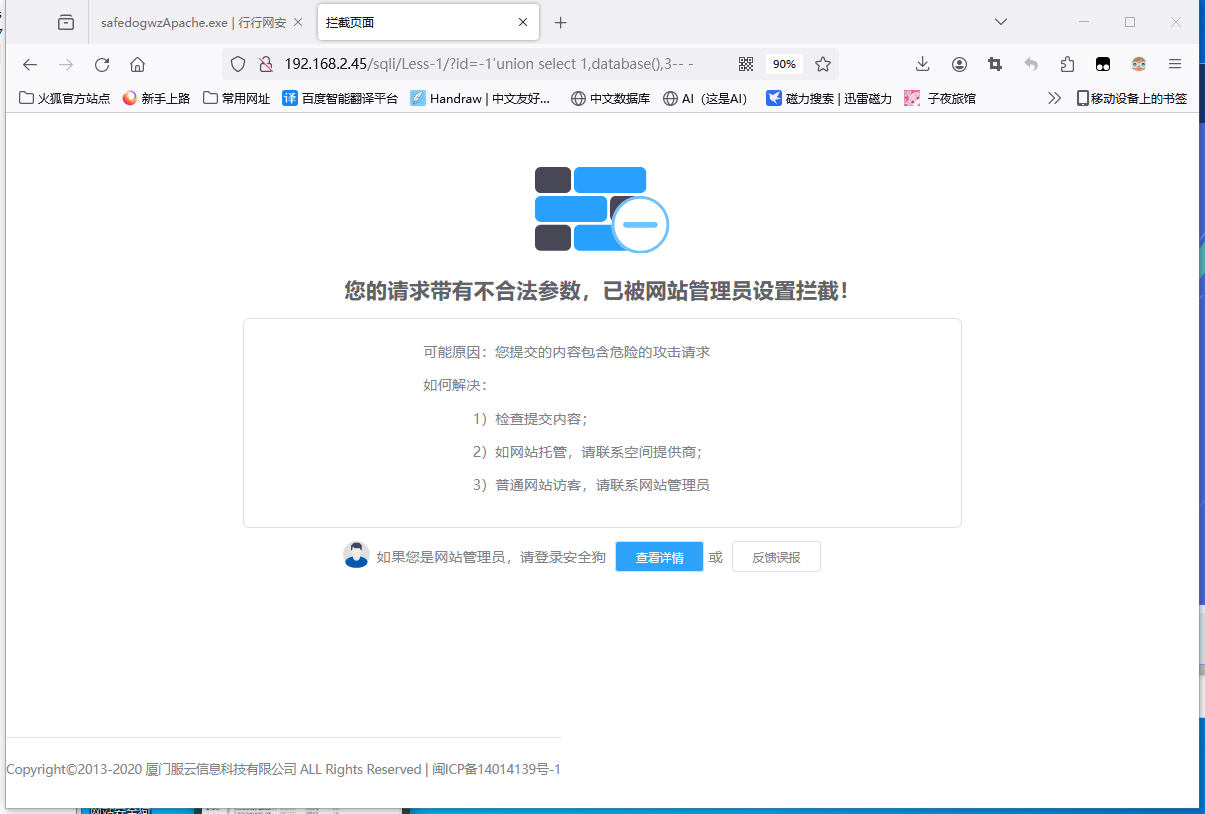 safedogwzApache.exe | 行行网安
拦截页面
192.168.2.45/sqli/Less-1/?id=-1'union select 1,database(),3-- -
90%
火狐官方站点
新手上路
常用网址
译 百度智能翻译平台
Handraw | 中文友好...
中文数据库
AI（这是AI）
磁力搜索 | 迅雷磁力
子夜旅馆
移动设备上的书签
您的请求带有不合法参数，已被网站管理员设置拦截！
可能原因：您提交的内容包含危险的攻击请求
如何解决：
1）检查提交内容；
2）如网站托管，请联系空间提供商；
3）普通网站访客，请联系网站管理员
如果您是网站管理员，请登录安全狗 查看详情 或 反馈误报
Copyright©2013-2020 厦门服云信息科技有限公司 ALL Rights Reserved | 闽ICP备14014139号-1